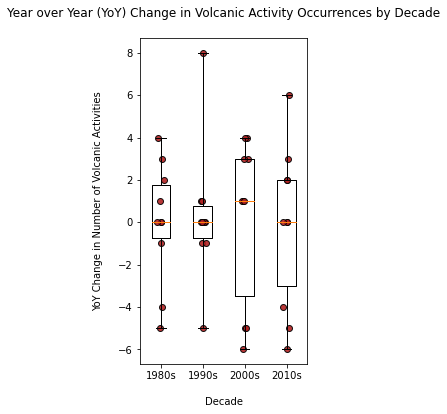 Year over Year (YoY) Change in Volcanic Activity Occurrences by Decade
YoY Change in Number of Volcanic Activities
8
6
4
2
0
−2
−4
−6
1980s 1990s 2000s 2010s
Decade